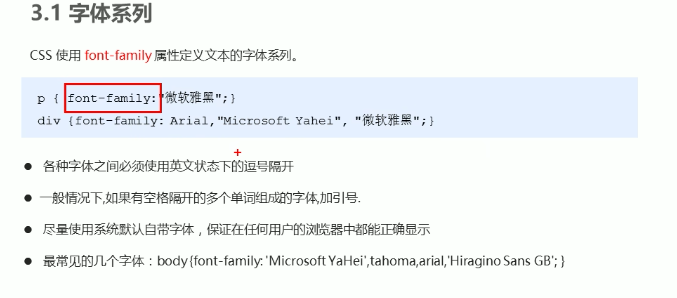 3.1 字体系列
CSS 使用 font-family 属性定义文本的字体系列。
p { font-family:"微软雅黑";}
div {font-family: Arial,"Microsoft Yahei", "微软雅黑";}
● 各种字体之间必须使用英文状态下的逗号隔开
● 一般情况下,如果有空格隔开的多个单词组成的字体,加引号.
● 尽量使用系统默认自带字体，保证在任何用户的浏览器中都能正确显示
● 最常见的几个字体：body{font-family: 'Microsoft YaHei',tahoma,arial,'Hiragino Sans GB'; }